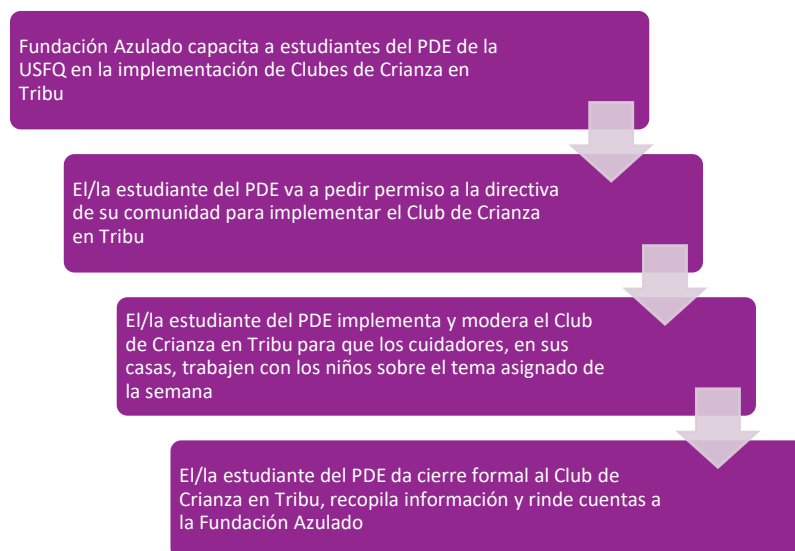 Fundación Azulado capacita a estudiantes del PDE de la
USFQ en la implementación de Clubes de Crianza en
Tribu
El/la estudiante del PDE va a pedir permiso a la directiva
de su comunidad para implementar el Club de Crianza
en Tribu
El/la estudiante del PDE implementa y modera el Club
de Crianza en Tribu para que los cuidadores, en sus
casas, trabajen con los niños sobre el tema asignado de
la semana
El/la estudiante del PDE da cierre formal al Club de
Crianza en Tribu, recopila información y rinde cuentas a
la Fundación Azulado